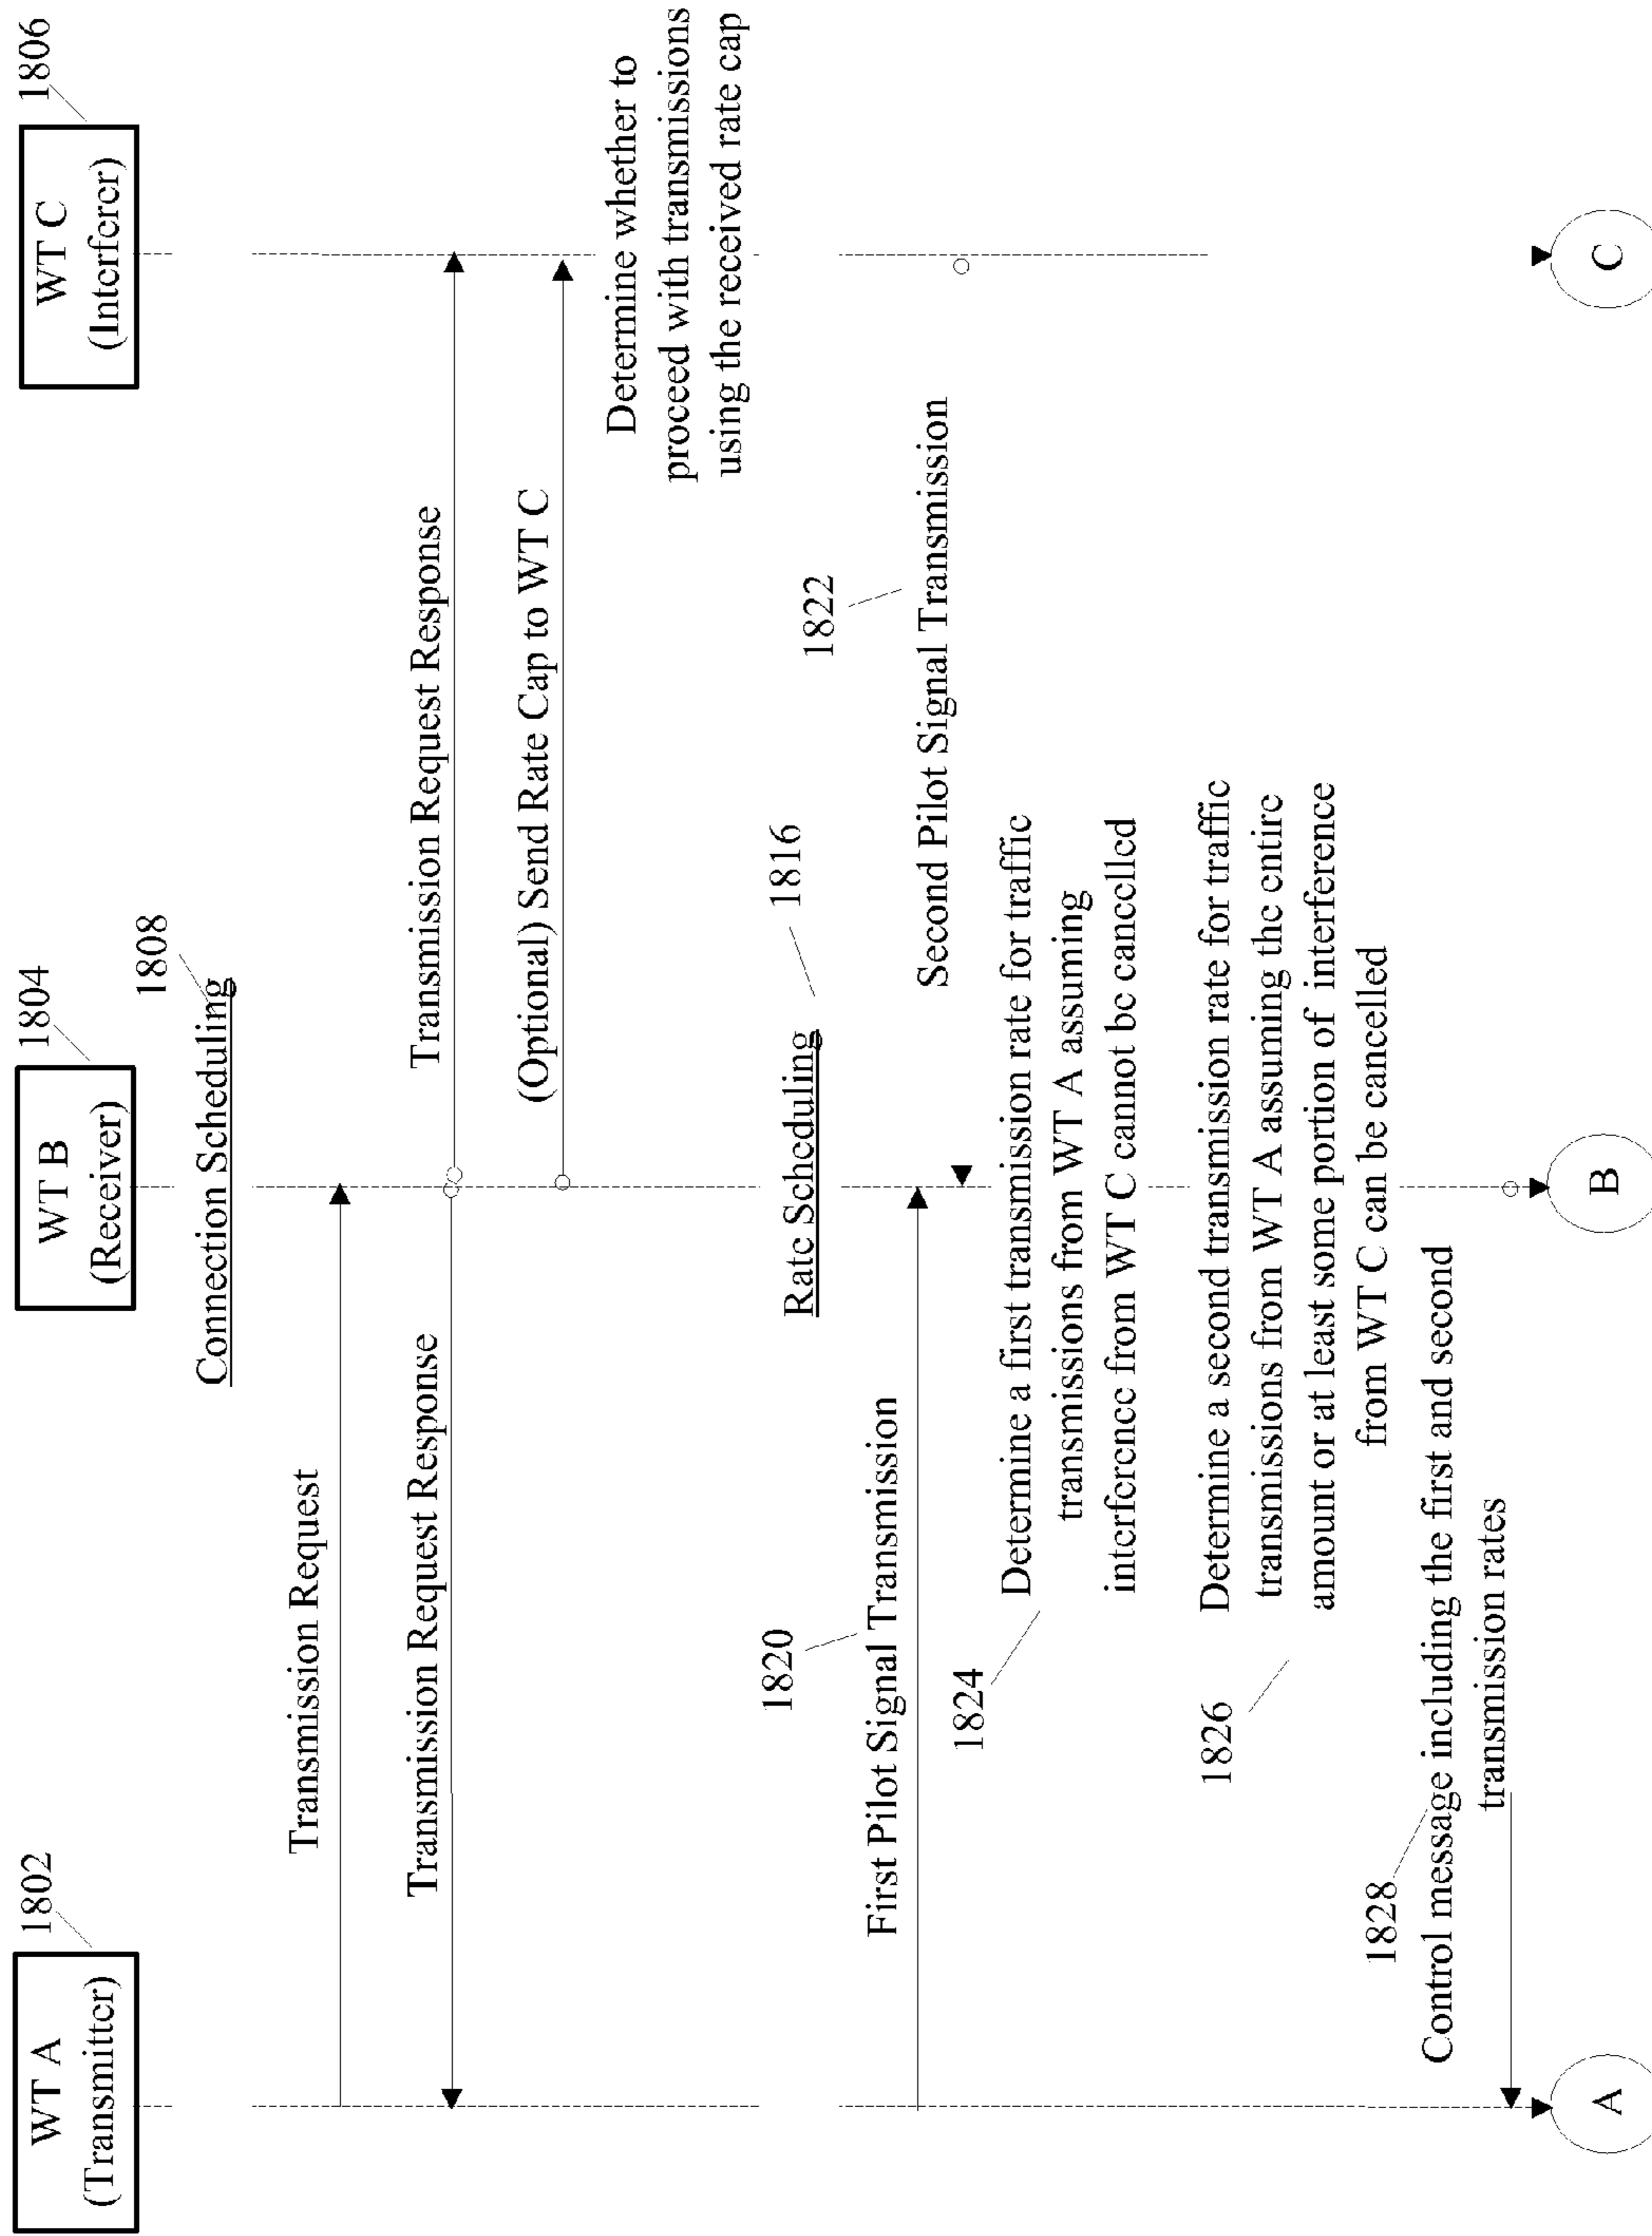 WT A
(Transmitter)
1802
WT B
(Receiver)
1804
WT C
(Interferer)
1806
Connection Scheduling
1808
Transmission Request
Transmission Request Response
Transmission Request Response
(Optional) Send Rate Cap to WT C
Determine whether to
proceed with transmissions
using the received rate cap
Rate Scheduling
1816
1820
First Pilot Signal Transmission
1822
Second Pilot Signal Transmission
1824
Determine a first transmission rate for traffic
transmissions from WT A assuming
interference from WT C cannot be cancelled
1826
Determine a second transmission rate for traffic
transmissions from WT A assuming the entire
amount or at least some portion of interference
from WT C can be cancelled
1828
Control message including the first and second
transmission rates
A
B
C